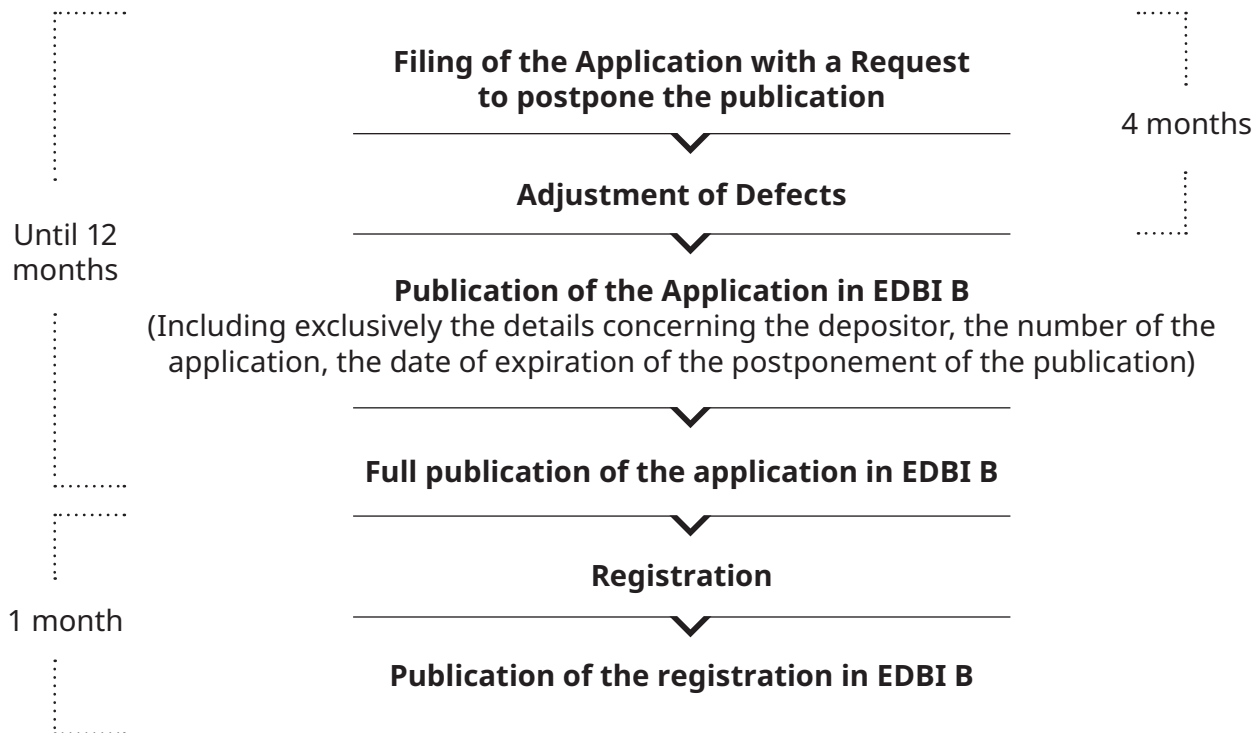 Filing of the Application with a Request
to postpone the publication
4 months
Adjustment of Defects
Until 12
months
Publication of the Application in EDBI B
(Including exclusively the details concerning the depositor, the number of the
application, the date of expiration of the postponement of the publication)
Full publication of the application in EDBI B
Registration
1 month
Publication of the registration in EDBI B